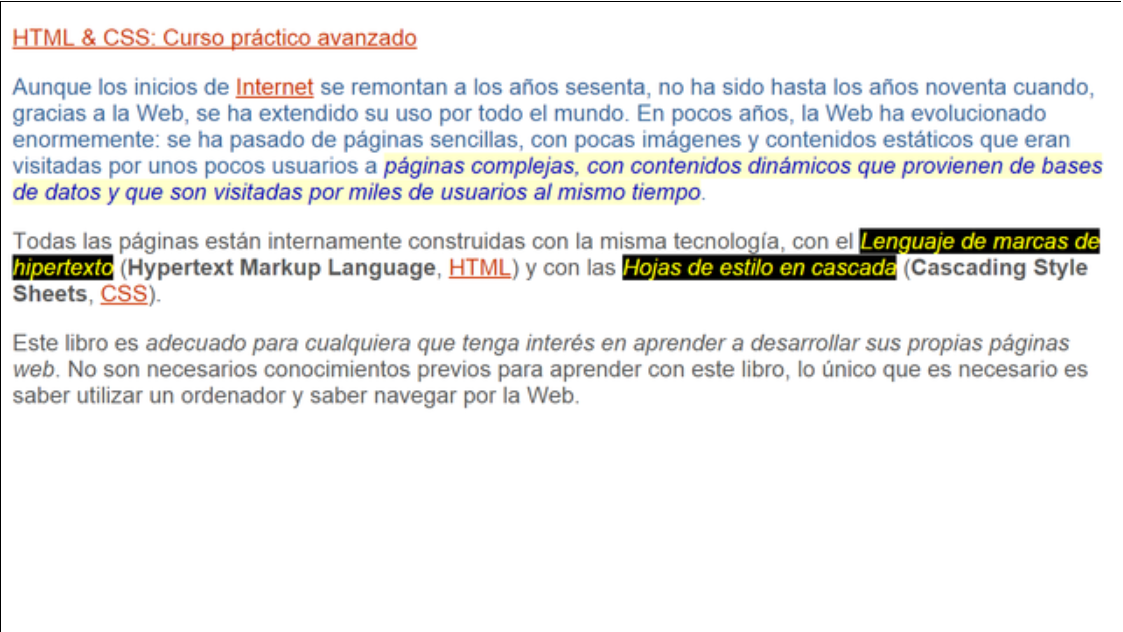 HTML & CSS: Curso práctico avanzado
Aunque los inicios de Internet se remontan a los años sesenta, no ha sido hasta los años noventa cuando,
gracias a la Web, se ha extendido su uso por todo el mundo. En pocos años, la Web ha evolucionado
enormemente: se ha pasado de páginas sencillas, con pocas imágenes y contenidos estáticos que eran
visitadas por unos pocos usuarios a páginas complejas, con contenidos dinámicos que provienen de bases
de datos y que son visitadas por miles de usuarios al mismo tiempo.
Todas las páginas están internamente construidas con la misma tecnología, con el Lenguaje de marcas de
hipertexto (Hypertext Markup Language, HTML) y con las Hojas de estilo en cascada (Cascading Style
Sheets, CSS).
Este libro es adecuado para cualquiera que tenga interés en aprender a desarrollar sus propias páginas
web. No son necesarios conocimientos previos para aprender con este libro, lo único que es necesario es
saber utilizar un ordenador y saber navegar por la Web.